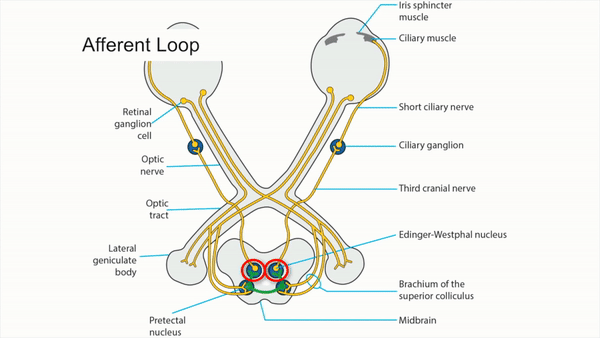 Afferent Loop
Iris sphincter
muscle
Ciliary muscle
Retinal
ganglion
cell
Short ciliary nerve
Optic
nerve
Ciliary ganglion
Third cranial nerve
Optic
tract
Edinger-Westphal nucleus
Lateral
geniculate
body
Brachium of the
superior colliculus
Pretectal
nucleus
Midbrain